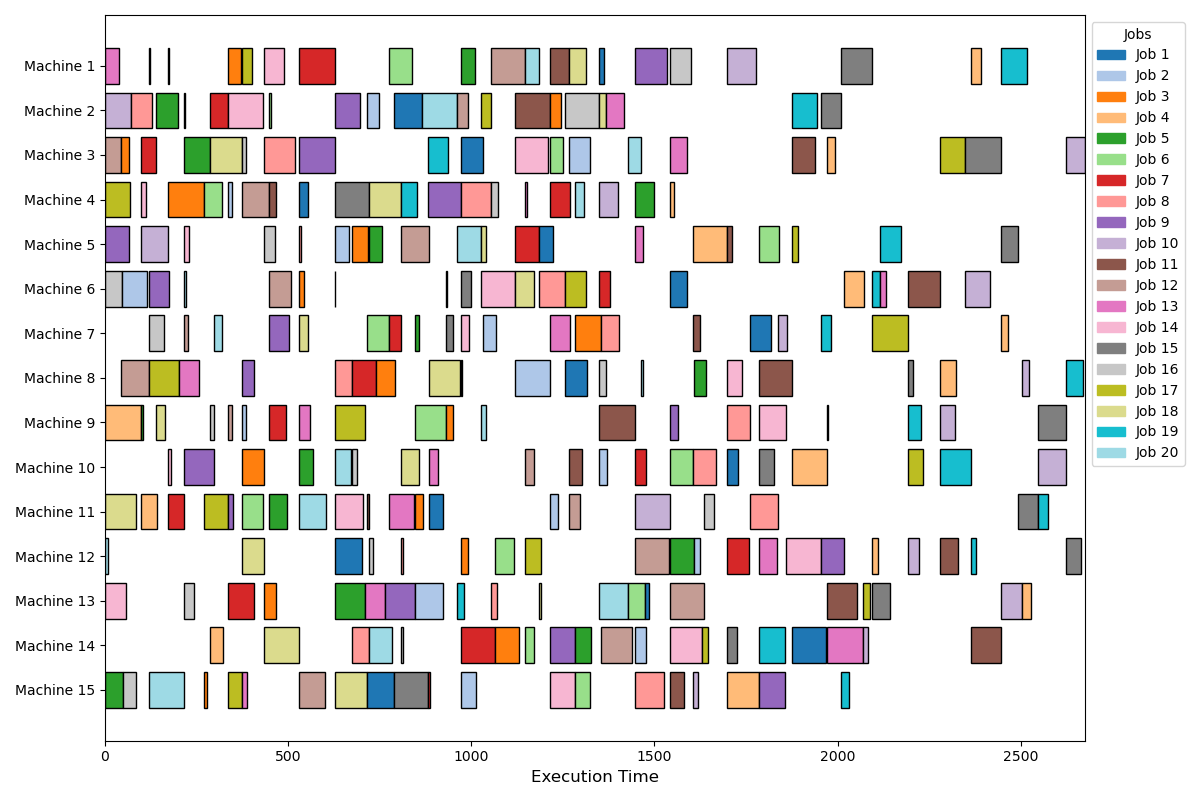 Machine 1
Machine 2
Machine 3
Machine 4
Machine 5
Machine 6
Machine 7
Machine 8
Machine 9
Machine 10
Machine 11
Machine 12
Machine 13
Machine 14
Machine 15
0 500 1000 1500 2000 2500
Execution Time
Jobs
Job 1
Job 2
Job 3
Job 4
Job 5
Job 6
Job 7
Job 8
Job 9
Job 10
Job 11
Job 12
Job 13
Job 14
Job 15
Job 16
Job 17
Job 18
Job 19
Job 20